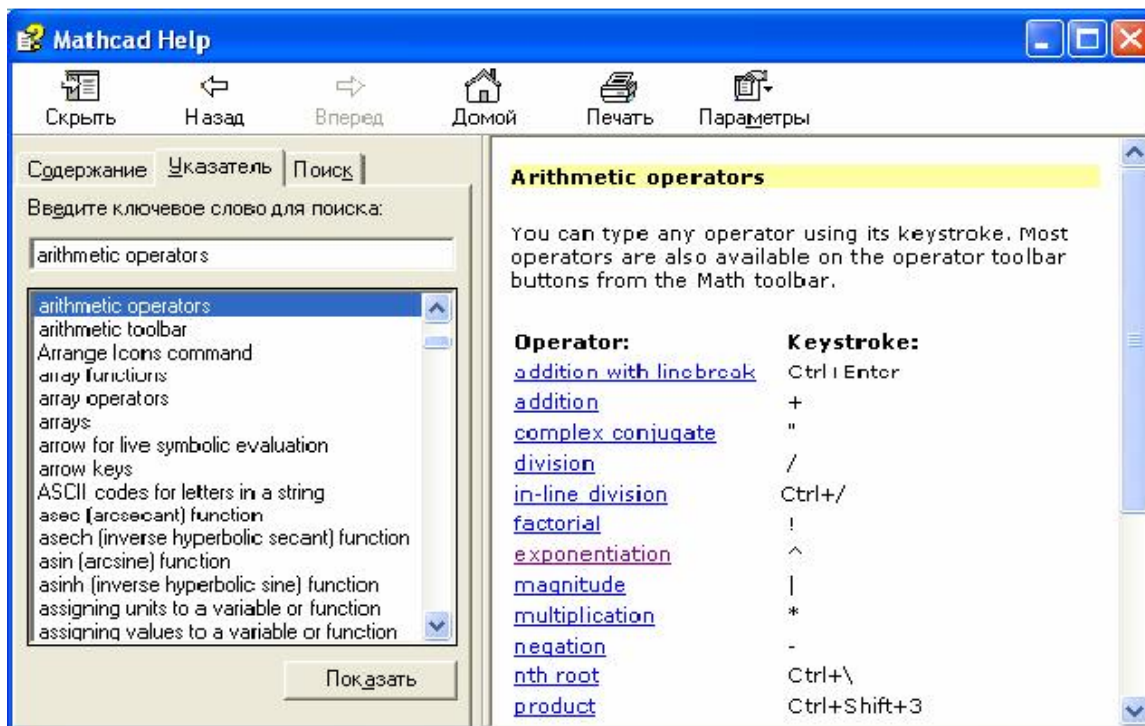 Mathcad Help
Скрыть Назад Вперед Домой Печать Параметры
Содержание Указатель Поиск
Введите ключевое слово для поиска:
arithmetic operators
arithmetic operators
arithmetic toolbar
Arrange Icons command
array functions
array operators
arrays
arrow for live symbolic evaluation
arrow keys
ASCII codes for letters in a string
asec (arcsecant) function
asech (inverse hyperbolic secant) function
asin (arcsine) function
asinh (inverse hyperbolic sine) function
assigning units to a variable or function
assigning values to a variable or function
Показать
Arithmetic operators
You can type any operator using its keystroke. Most
operators are also available on the operator toolbar
buttons from the Math toolbar.
Operator: Keystroke:
addition with linebreak Ctrl+Enter
addition +
complex conjugate "
division /
in-line division Ctrl+/
factorial !
exponentiation ^
magnitude |
multiplication *
negation -
nth root Ctrl+\
product Ctrl+Shift+3